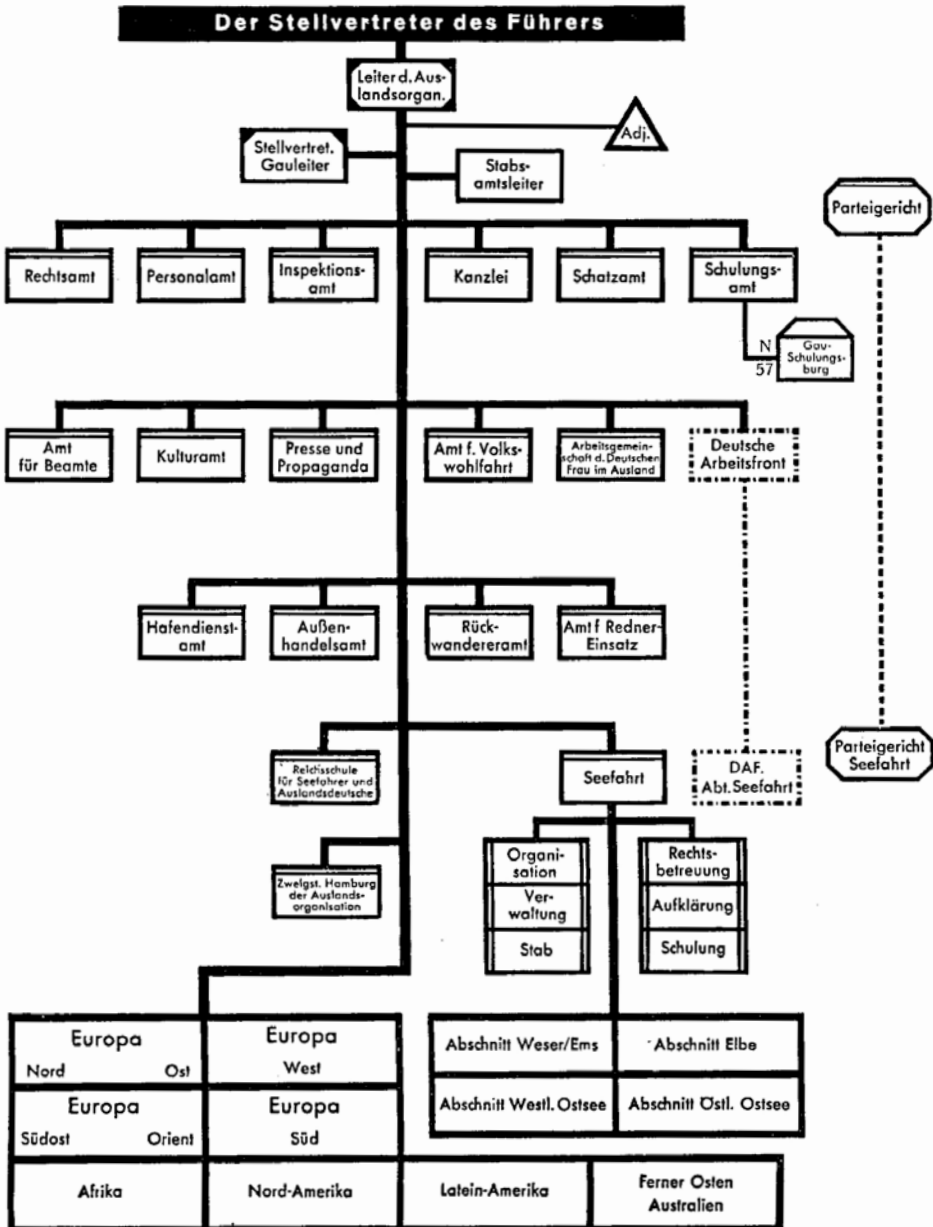 Der Stellvertreter des Führers
Leiter d. Aus-
landsorgan.
Adj.
Stellvertret.
Gauleiter
Stabs-
amtsleiter
Parteigericht
Rechtsamt
Personalamt
Inspektions-
amt
Kanzlei
Schatzamt
Schulungs-
amt
N
57
Gau-
Schulungs-
burg
Amt
für Beamte
Kulturamt
Presse und
Propaganda
Amt f. Volks-
wohlfahrt
Arbeitsgemein-
schaft d. Deutschen
Frau im Ausland
Deutsche
Arbeitsfront
Hafendienst-
amt
Außen-
handelsamt
Rück-
wandereramt
Amt f Redner-
Einsatz
Reichsschule
für Seefahrer und
Auslandsdeutsche
Seefahrt
DAF.
Abt. Seefahrt
Parteigericht
Seefahrt
Zweigst. Hamburg
der Auslands-
organisation
Organi-
sation
Ver-
waltung
Stab
Rechts-
betreuung
Aufklärung
Schulung
Europa
Nord Ost
Europa
West
Europa
Südost Orient
Europa
Süd
Afrika
Nord-Amerika
Latein-Amerika
Ferner Osten
Australien
Abschnitt Weser/Ems
Abschnitt Elbe
Abschnitt Westl. Ostsee
Abschnitt Östl. Ostsee